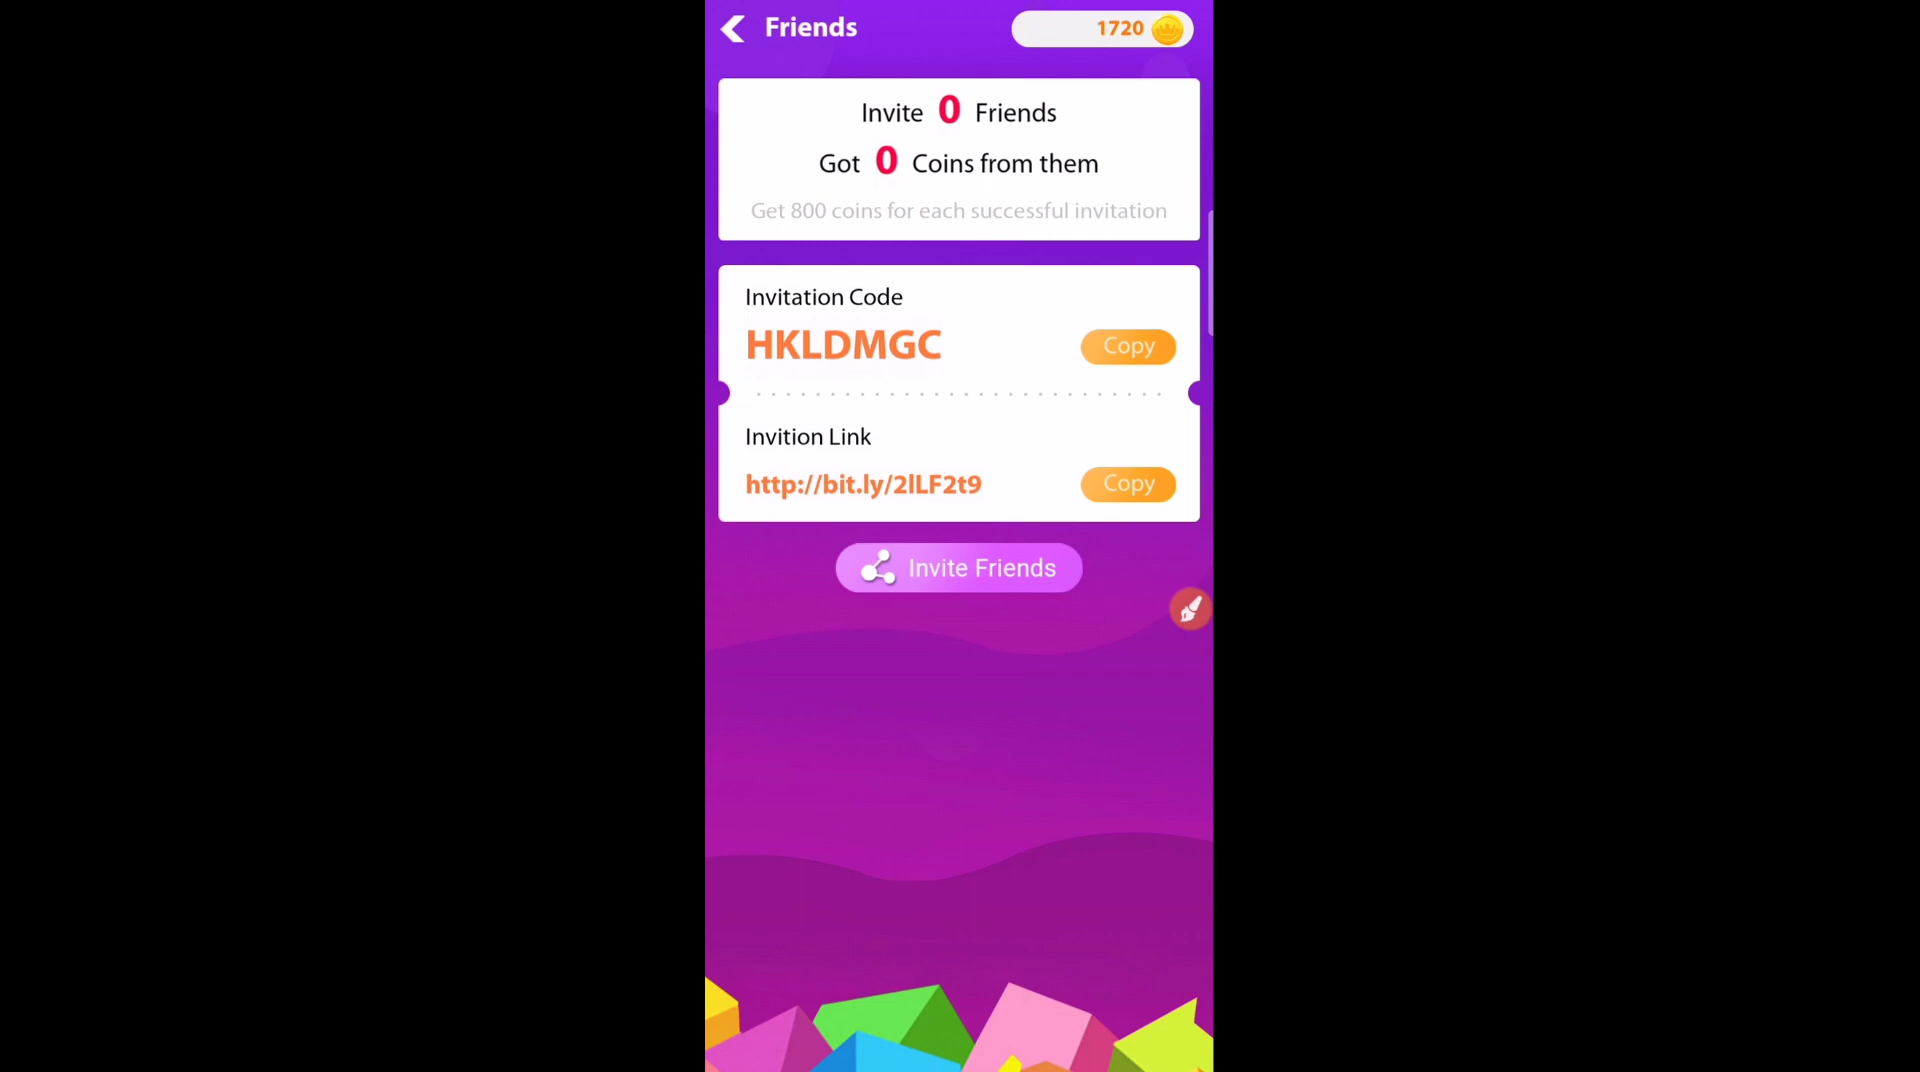 Friends
1720
Invite 0 Friends
Got 0 Coins from them
Get 800 coins for each successful invitation
Invitation Code
HKLDMGC
Copy
Invition Link
http://bit.ly/2lLF2t9
Copy
Invite Friends